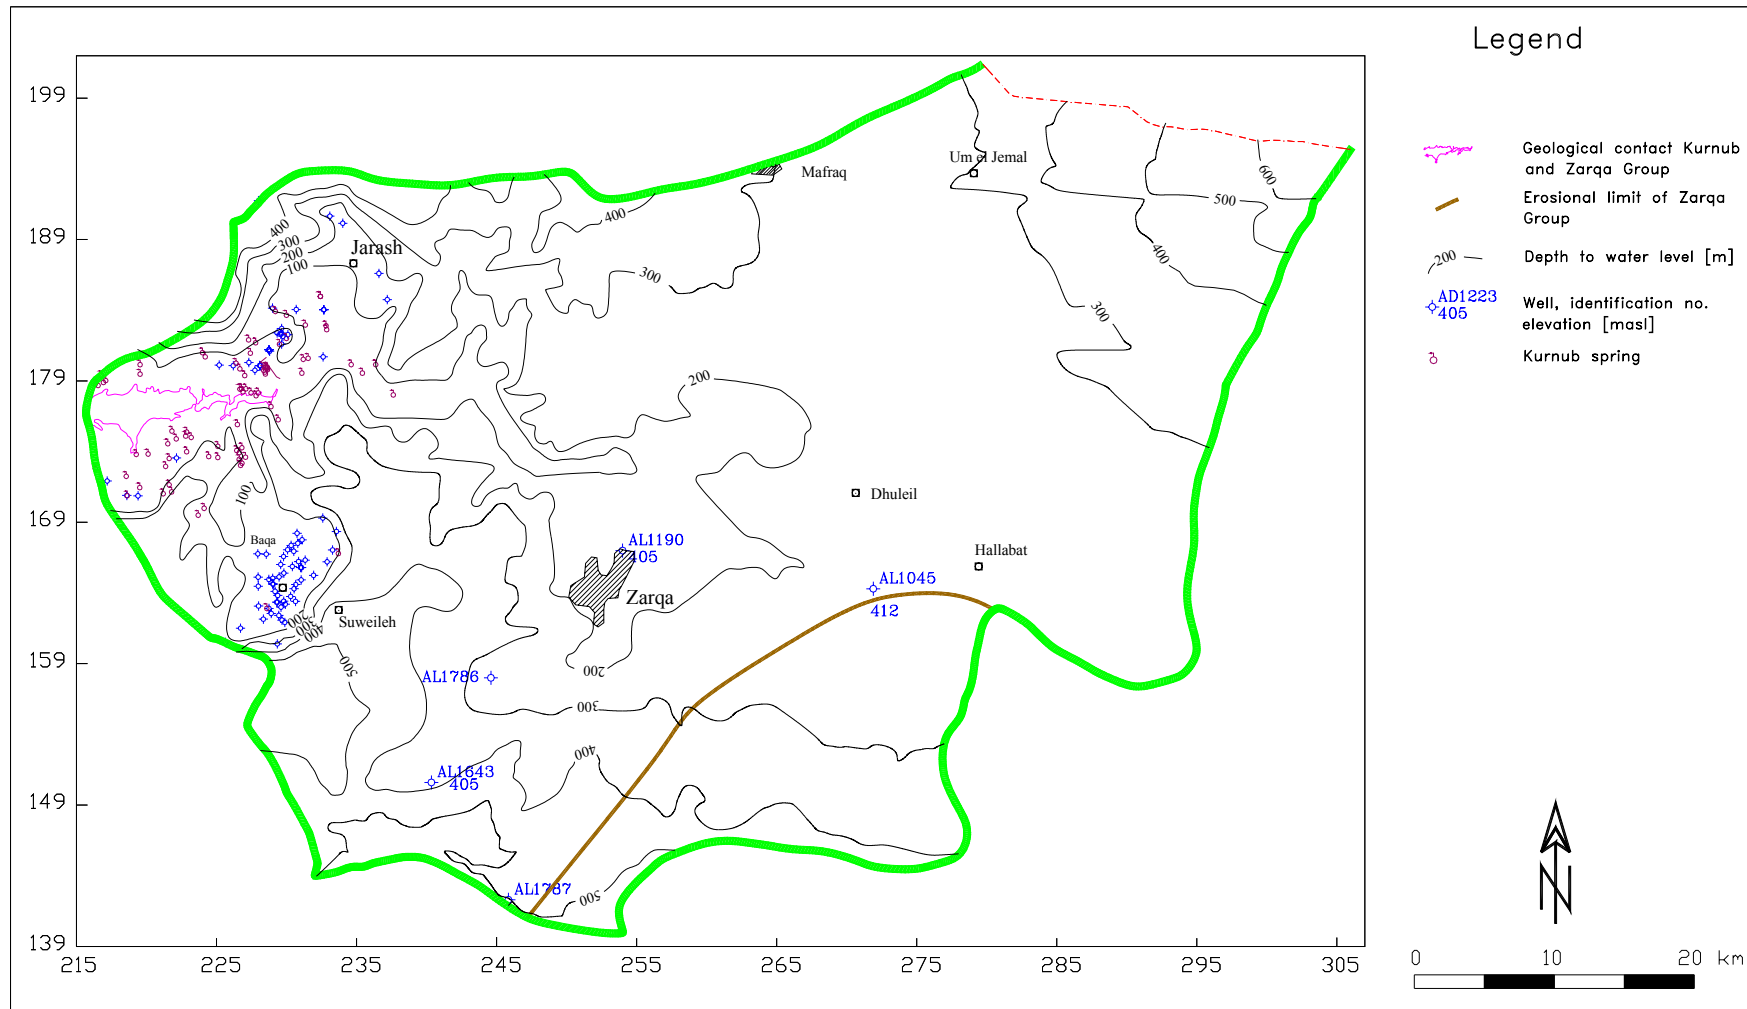 Legend
Geological contact Kurnub
and Zarqa Group
Erosional limit of Zarqa
Group
200
Depth to water level [m]
AD1223
405
Well, identification no.
elevation [masl]
Kurnub spring
199
189
179
169
159
149
139
215
225
235
245
255
265
275
285
295
305
Um el Jemal
Mafraq
600
500
400
400
400
300
300
200
100
Jarash
300
300
200
100
Dhuleil
Baqa
AL1190
405
Hallabat
AL1045
412
Zarqa
200
300
400
Suweileh
500
200
AL1786
300
400
AL1643
405
AL1787
500
N
0
10
20
km